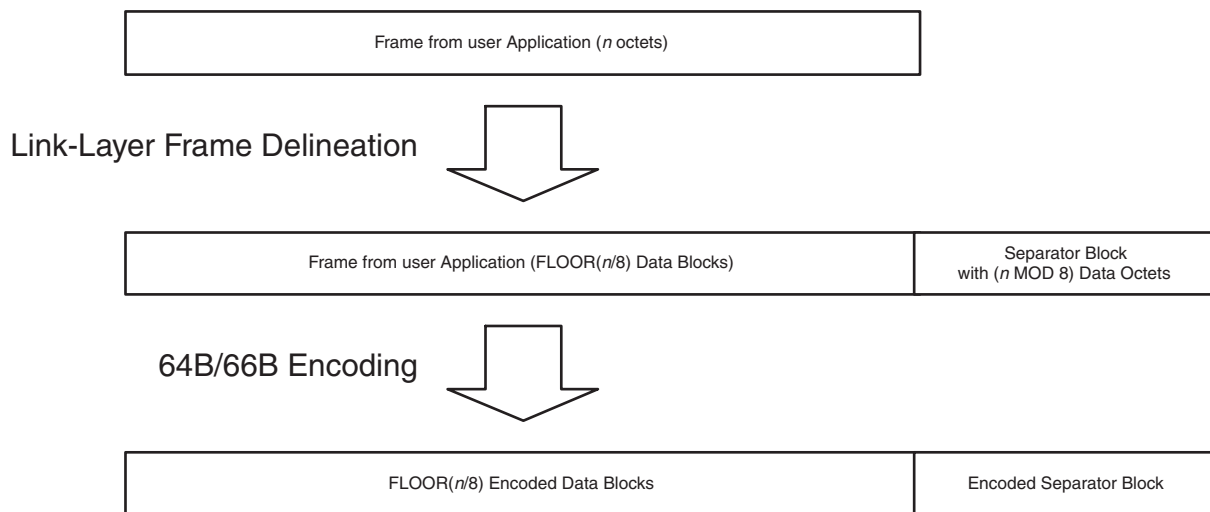 Frame from user Application (n octets)
Link-Layer Frame Delineation
Frame from user Application (FLOOR(n/8) Data Blocks)
Separator Block
with (n MOD 8) Data Octets
64B/66B Encoding
FLOOR(n/8) Encoded Data Blocks
Encoded Separator Block